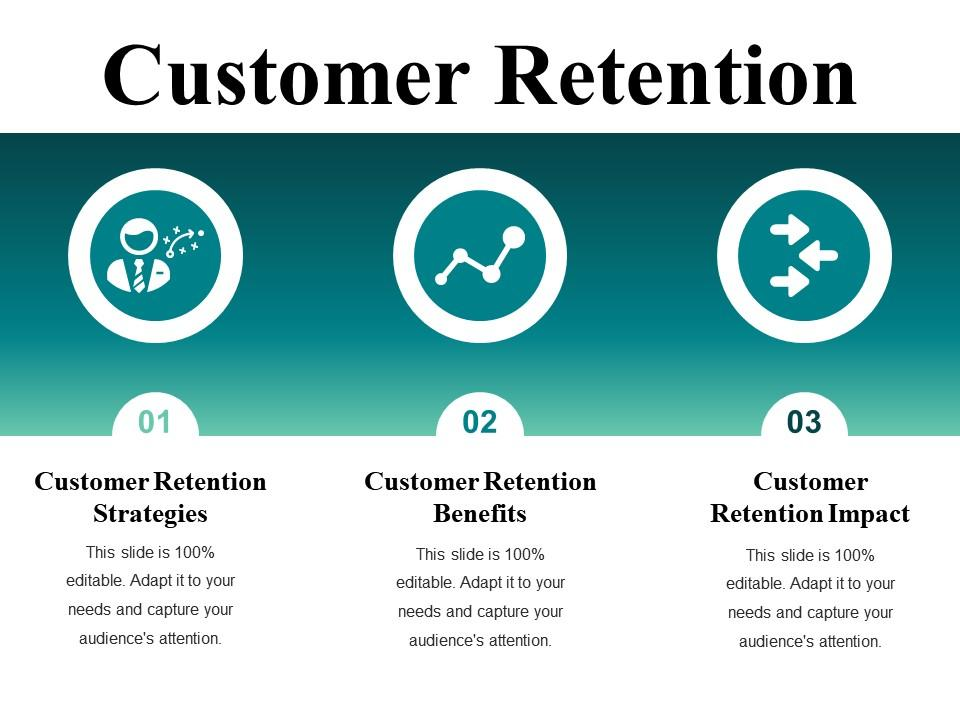 Customer Retention
01
Customer Retention
Strategies
This slide is 100%
editable. Adapt it to your
needs and capture your
audience's attention.
02
Customer Retention
Benefits
This slide is 100%
editable. Adapt it to your
needs and capture your
audience's attention.
03
Customer
Retention Impact
This slide is 100%
editable. Adapt it to your
needs and capture your
audience's attention.